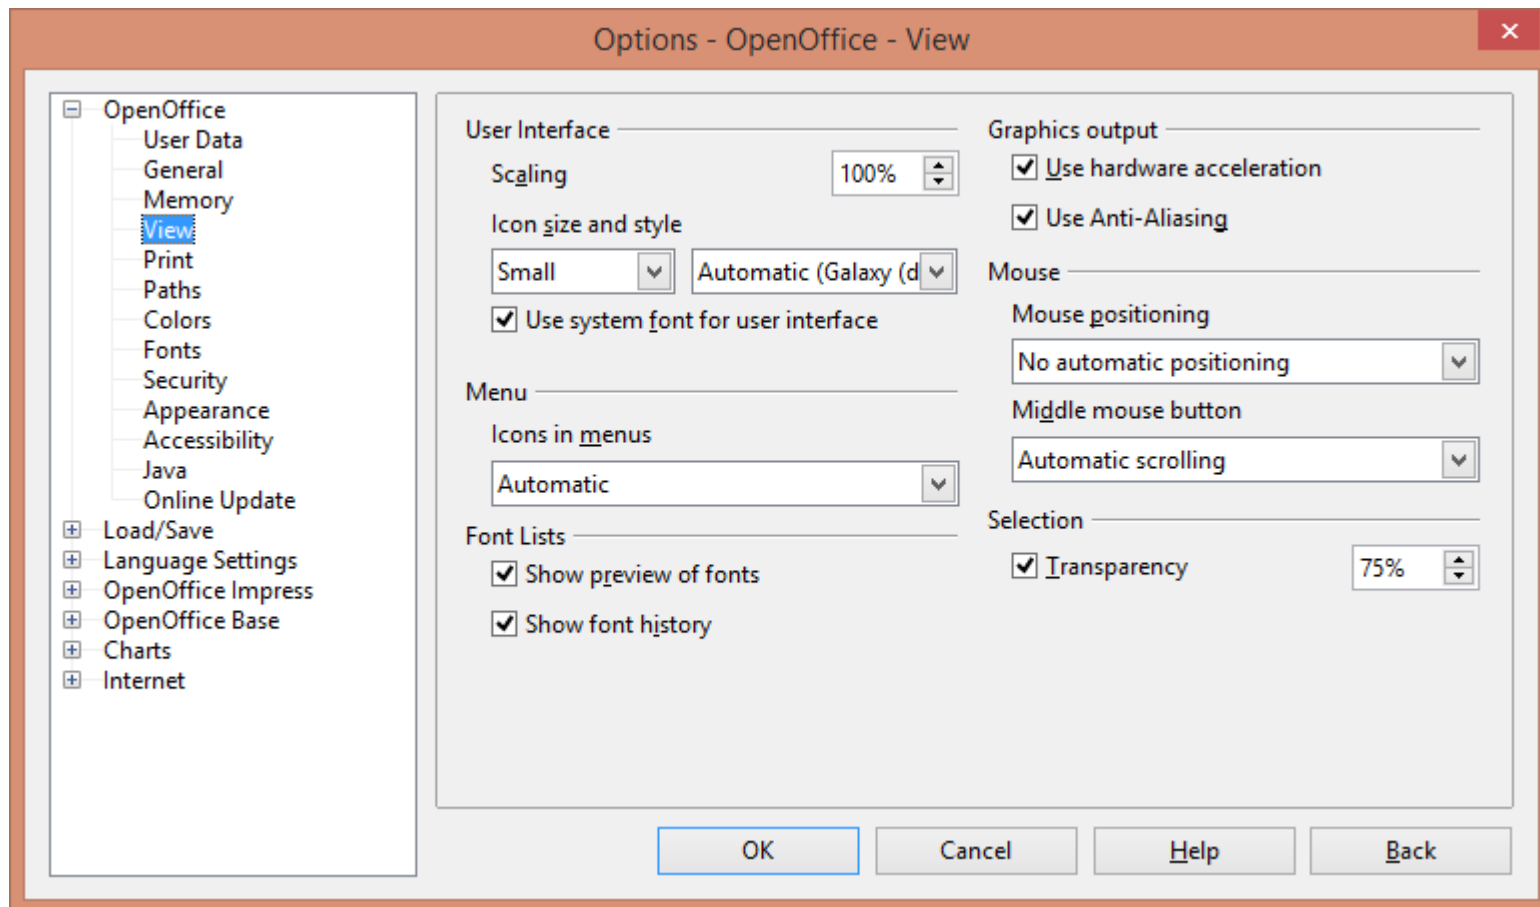 Options - OpenOffice - View
OpenOffice
User Data
General
Memory
View
Print
Paths
Colors
Fonts
Security
Appearance
Accessibility
Java
Online Update
Load/Save
Language Settings
OpenOffice Impress
OpenOffice Base
Charts
Internet
User Interface
Scaling 100%
Icon size and style
Small Automatic (Galaxy (d
Use system font for user interface
Menu
Icons in menus
Automatic
Font Lists
Show preview of fonts
Show font history
Graphics output
Use hardware acceleration
Use Anti-Aliasing
Mouse
Mouse positioning
No automatic positioning
Middle mouse button
Automatic scrolling
Selection
Transparency 75%
OK Cancel Help Back